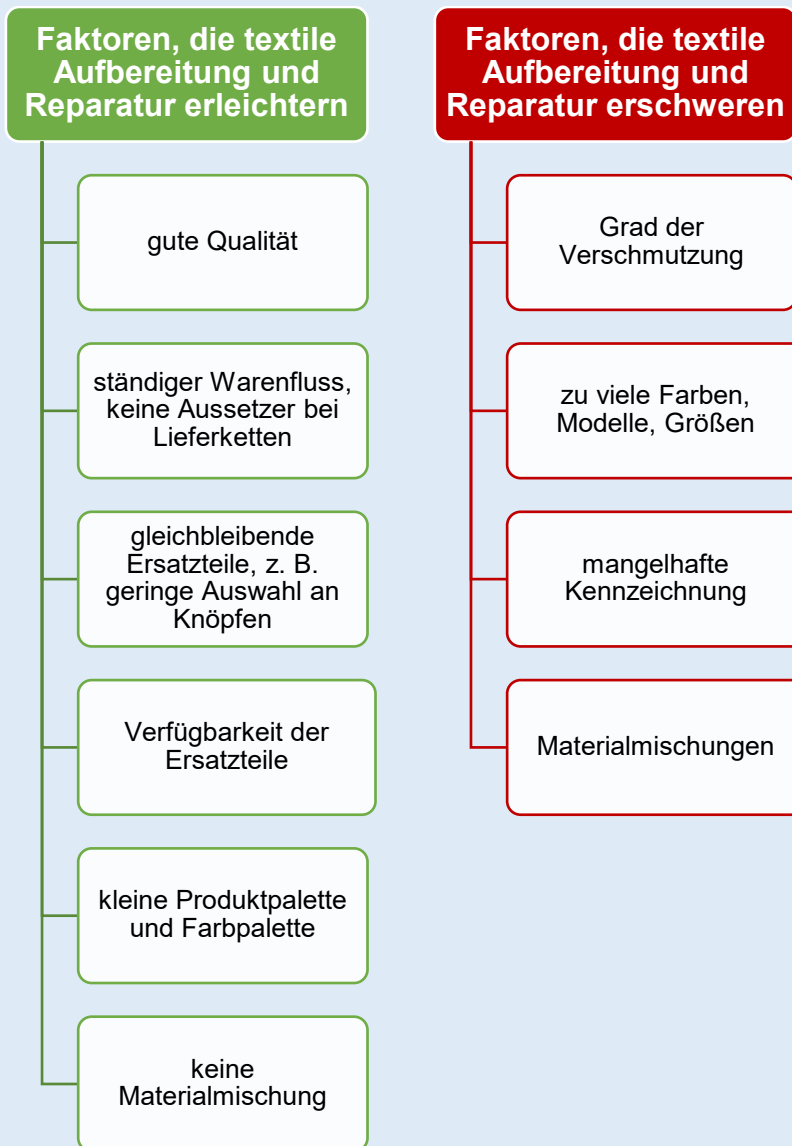 Faktoren, die textile
Aufbereitung und
Reparatur erleichtern
gute Qualität
ständiger Warenfluss,
keine Aussetzer bei
Lieferketten
gleichbleibende
Ersatzteile, z. B.
geringe Auswahl an
Knöpfen
Verfügbarkeit der
Ersatzteile
kleine Produktpalette
und Farbpalette
keine
Materialmischung
Faktoren, die textile
Aufbereitung und
Reparatur erschweren
Grad der
Verschmutzung
zu viele Farben,
Modelle, Größen
mangelhafte
Kennzeichnung
Materialmischungen